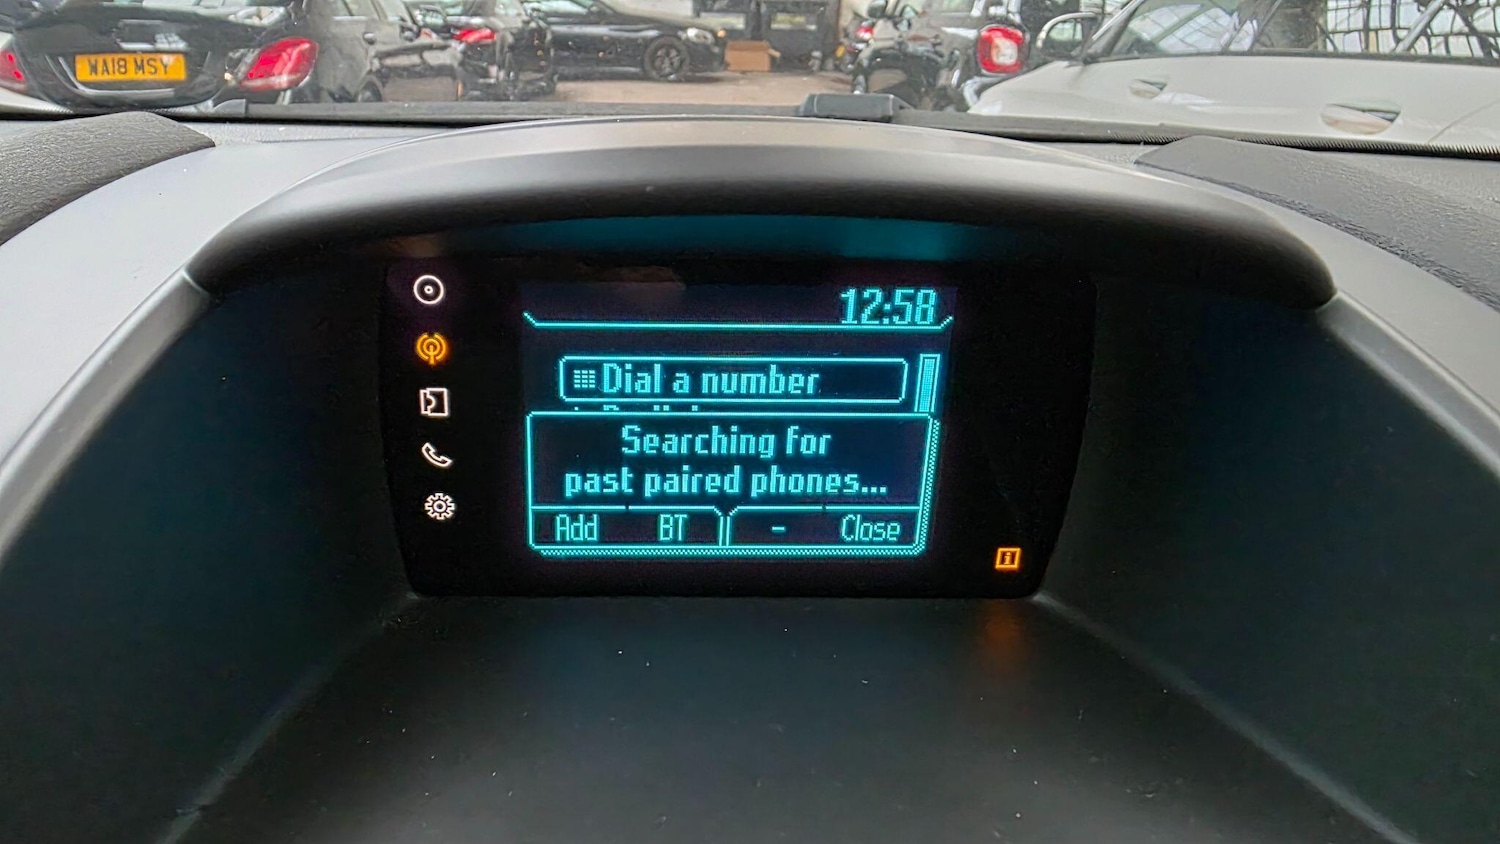 WA18 MSY
12:58
Dial a number
Searching for
past paired phones...
Add BT - Close
i